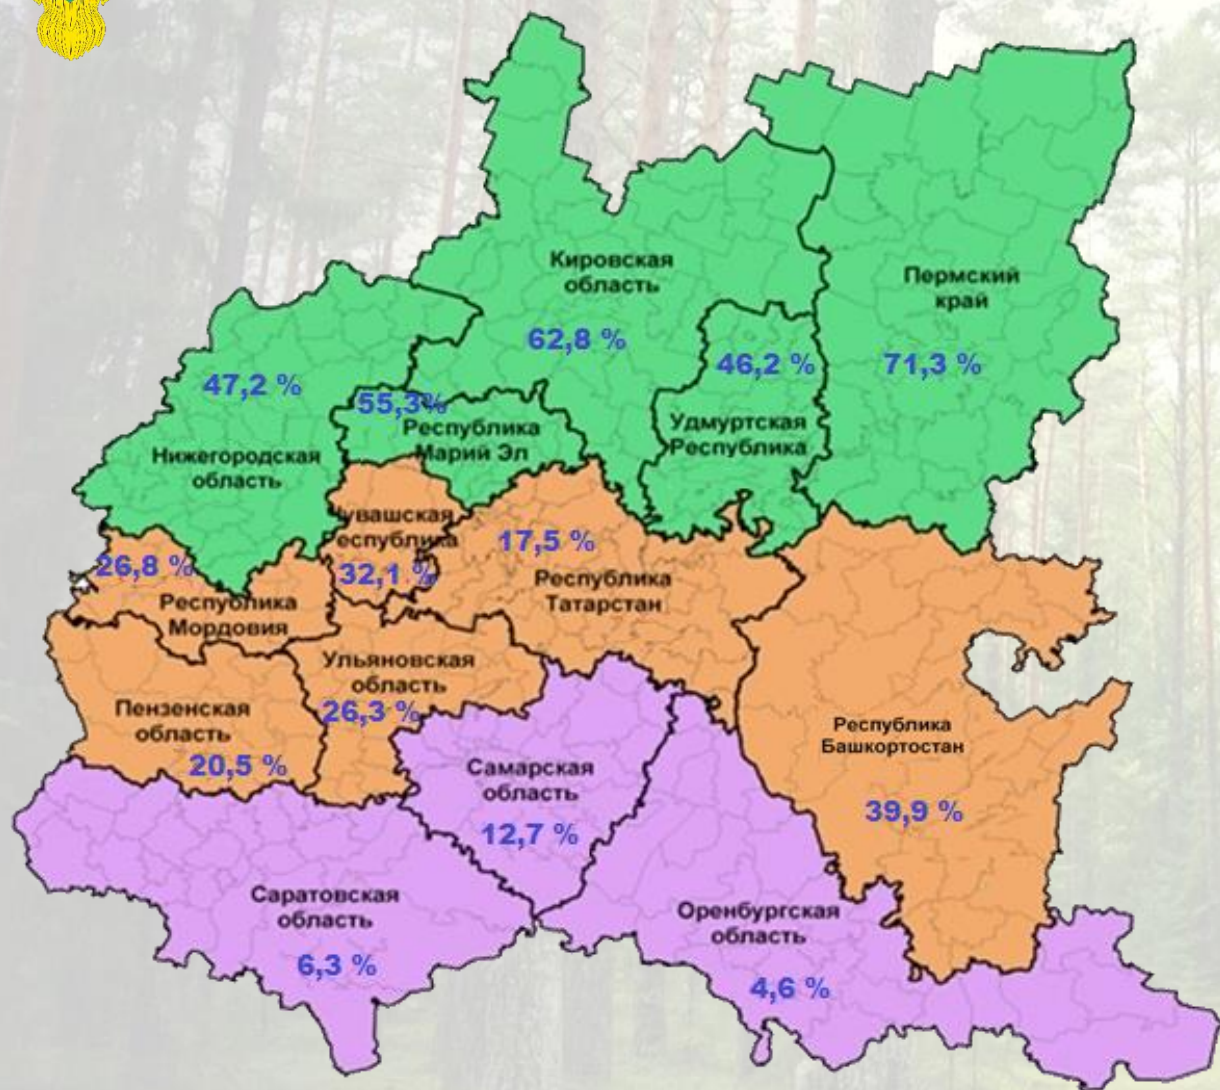 Кировская
область
62,8 %
Пермский
край
71,3 %
47,2 %
Нижегородская
область
55,3%
Республика
Марий Эл
46,2 %
Удмуртская
Республика
Чувашская
Республика
32,1 %
17,5 %
Республика
Татарстан
26,8 %
Республика
Мордовия
Ульяновская
область
26,3 %
Пензенская
область
20,5 %
Самарская
область
12,7 %
Республика
Башкортостан
39,9 %
Саратовская
область
6,3 %
Оренбургская
область
4,6 %